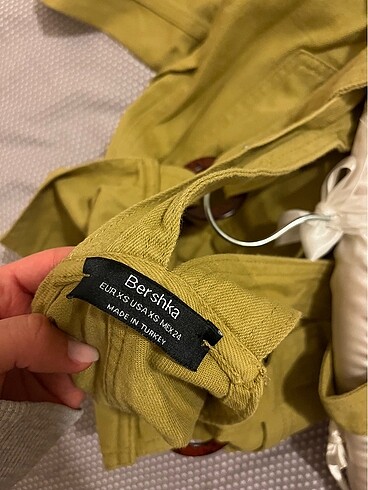 Bershka
EUR XS USA XS MEX 24
MADE IN TURKEY